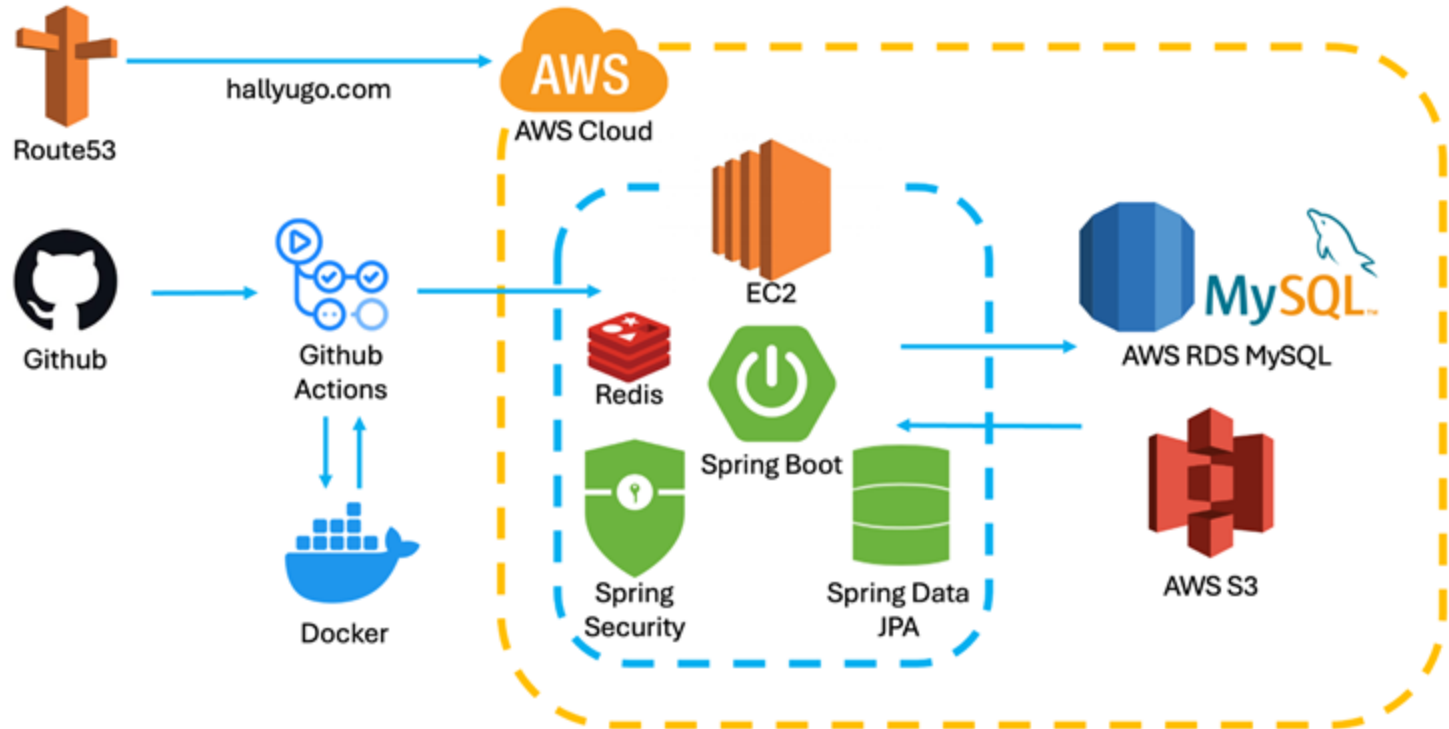 Route53
hallyugo.com
AWS
AWS Cloud
Github
Github
Actions
Docker
EC2
Redis
Spring Boot
Spring
Security
Spring Data
JPA
MySQL™
AWS RDS MySQL
AWS S3